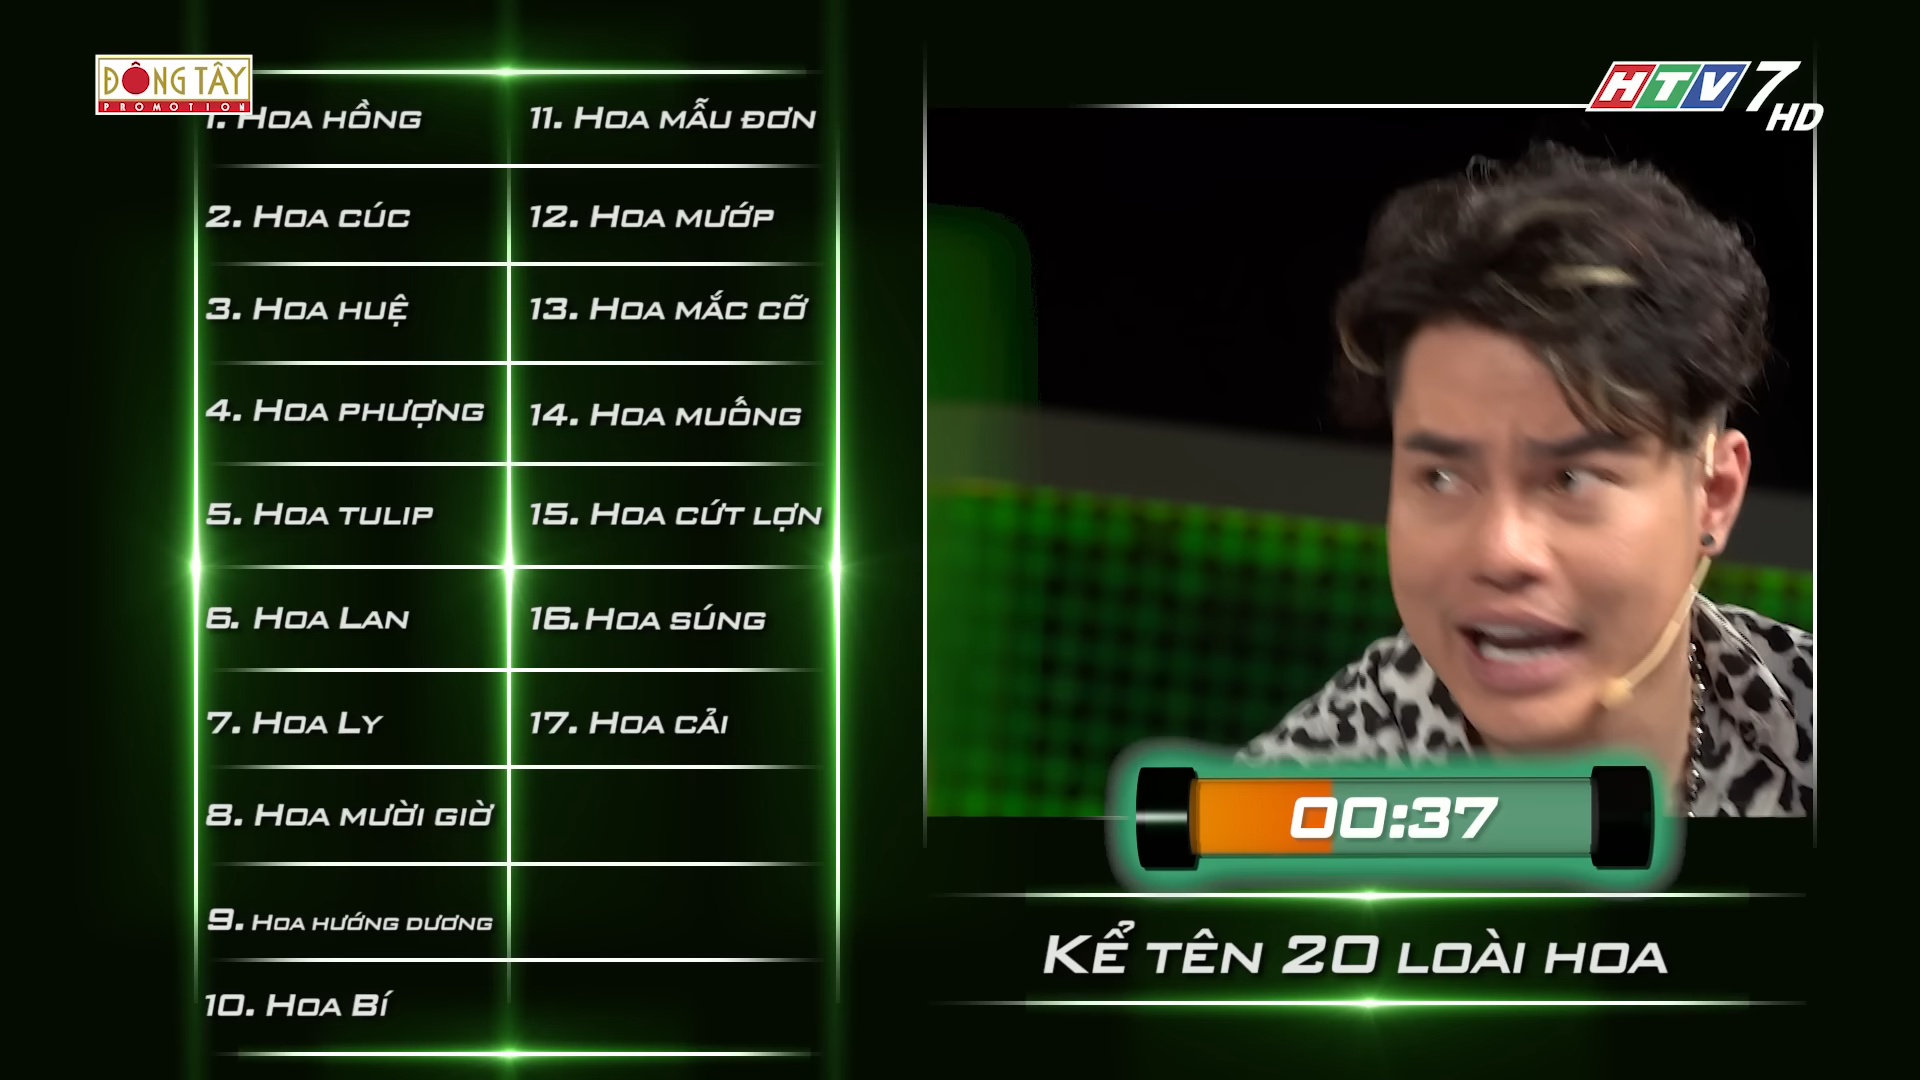 ĐÔNG TÂY
PROMOTION
HTV7
HD
1. HOA HỒNG
2. HOA CÚC
3. HOA HUỆ
4. HOA PHƯỢNG
5. HOA TULIP
6. HOA LAN
7. HOA LY
8. HOA MƯỜI GIỜ
9. HOA HƯỚNG DƯƠNG
10. HOA BÍ
11. HOA MẪU ĐƠN
12. HOA MƯỚP
13. HOA MẮC CỠ
14. HOA MUỐNG
15. HOA CỨT LỢN
16. HOA SÚNG
17. HOA CẢI
00:37
KỂ TÊN 20 LOÀI HOA